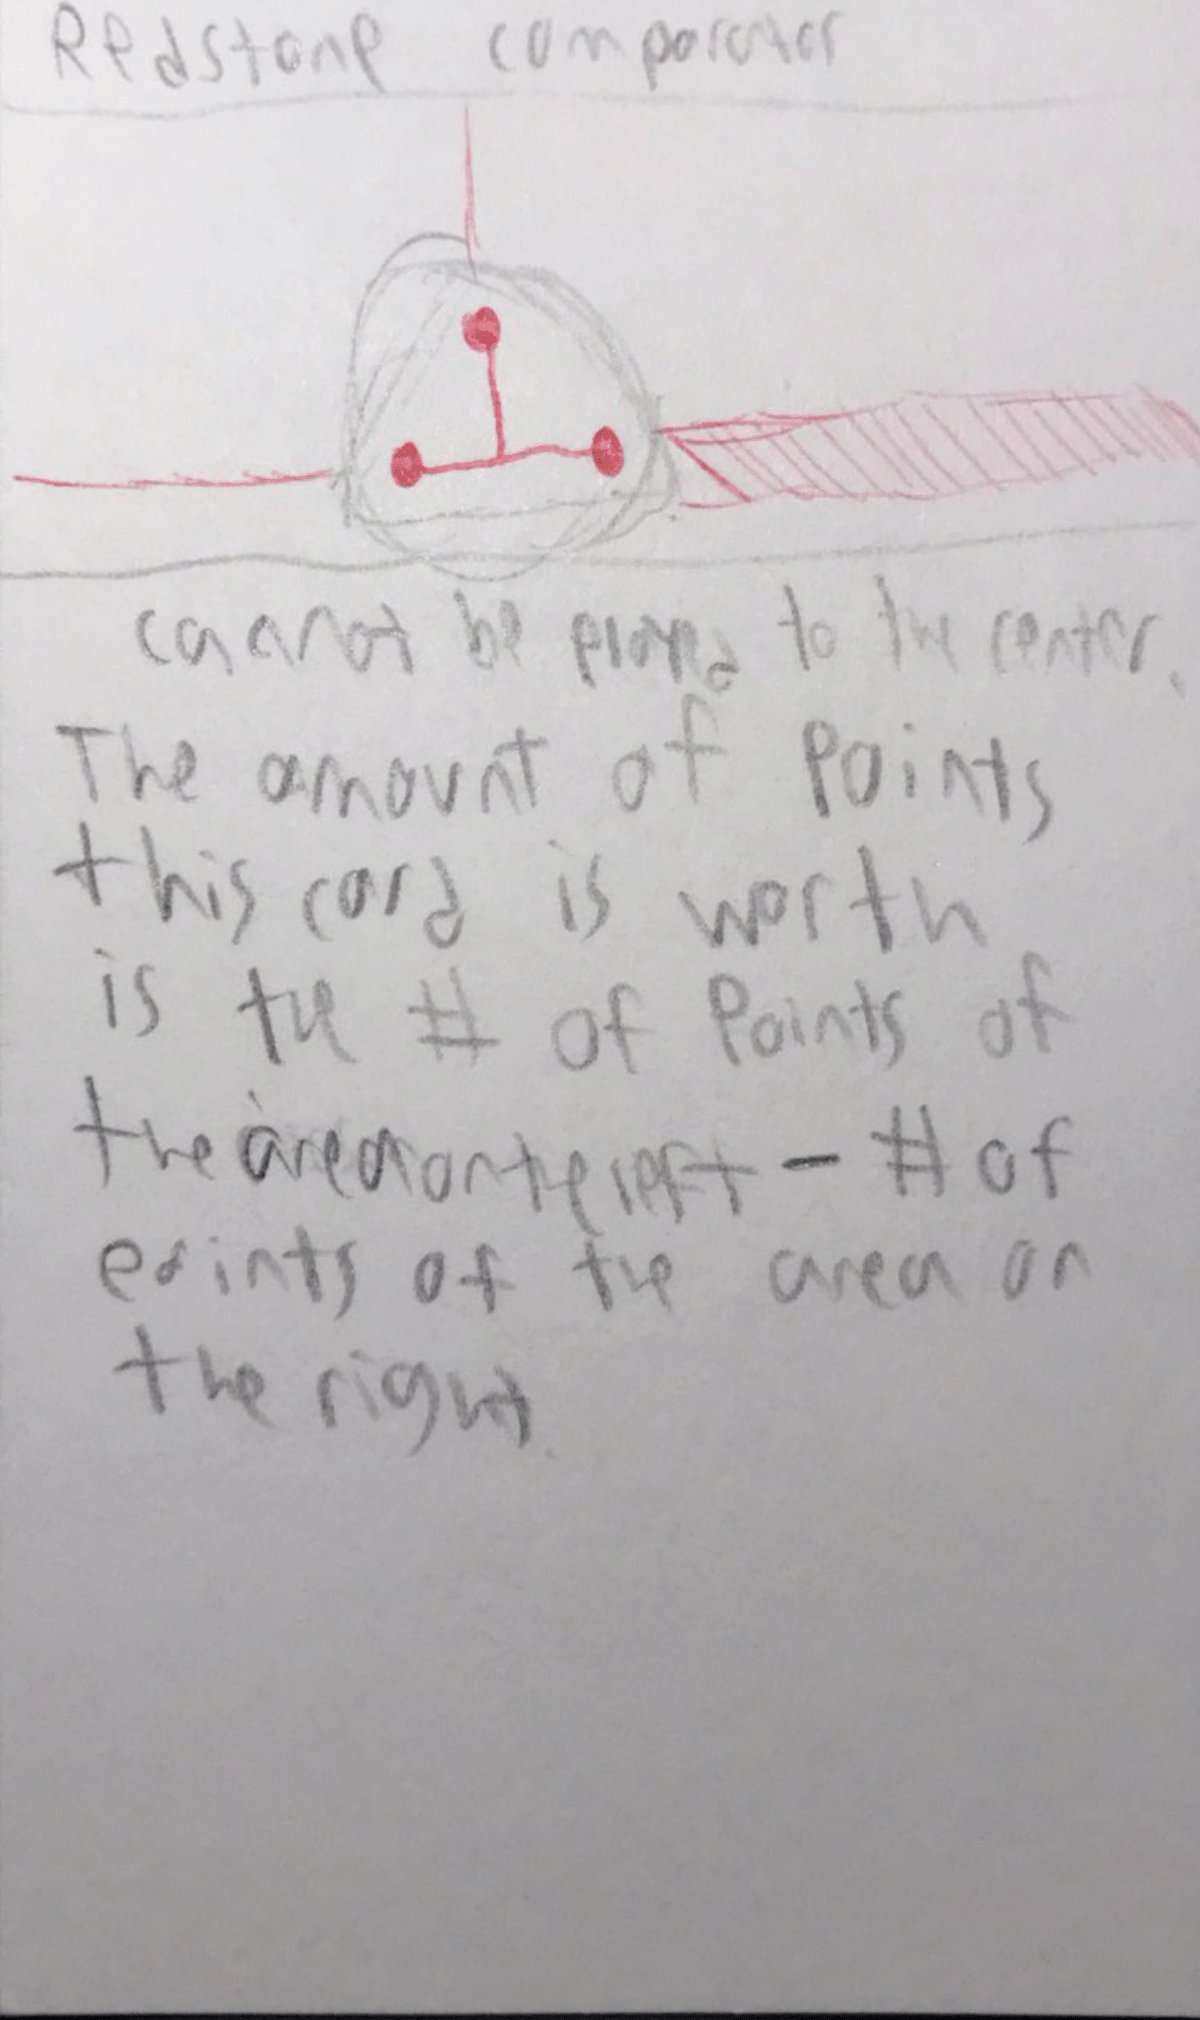 Redstone comparator
cannot be played to the center.
The amount of Points
this card is worth
is the # of Points of
the area on the left - # of
points of the area on
the right.